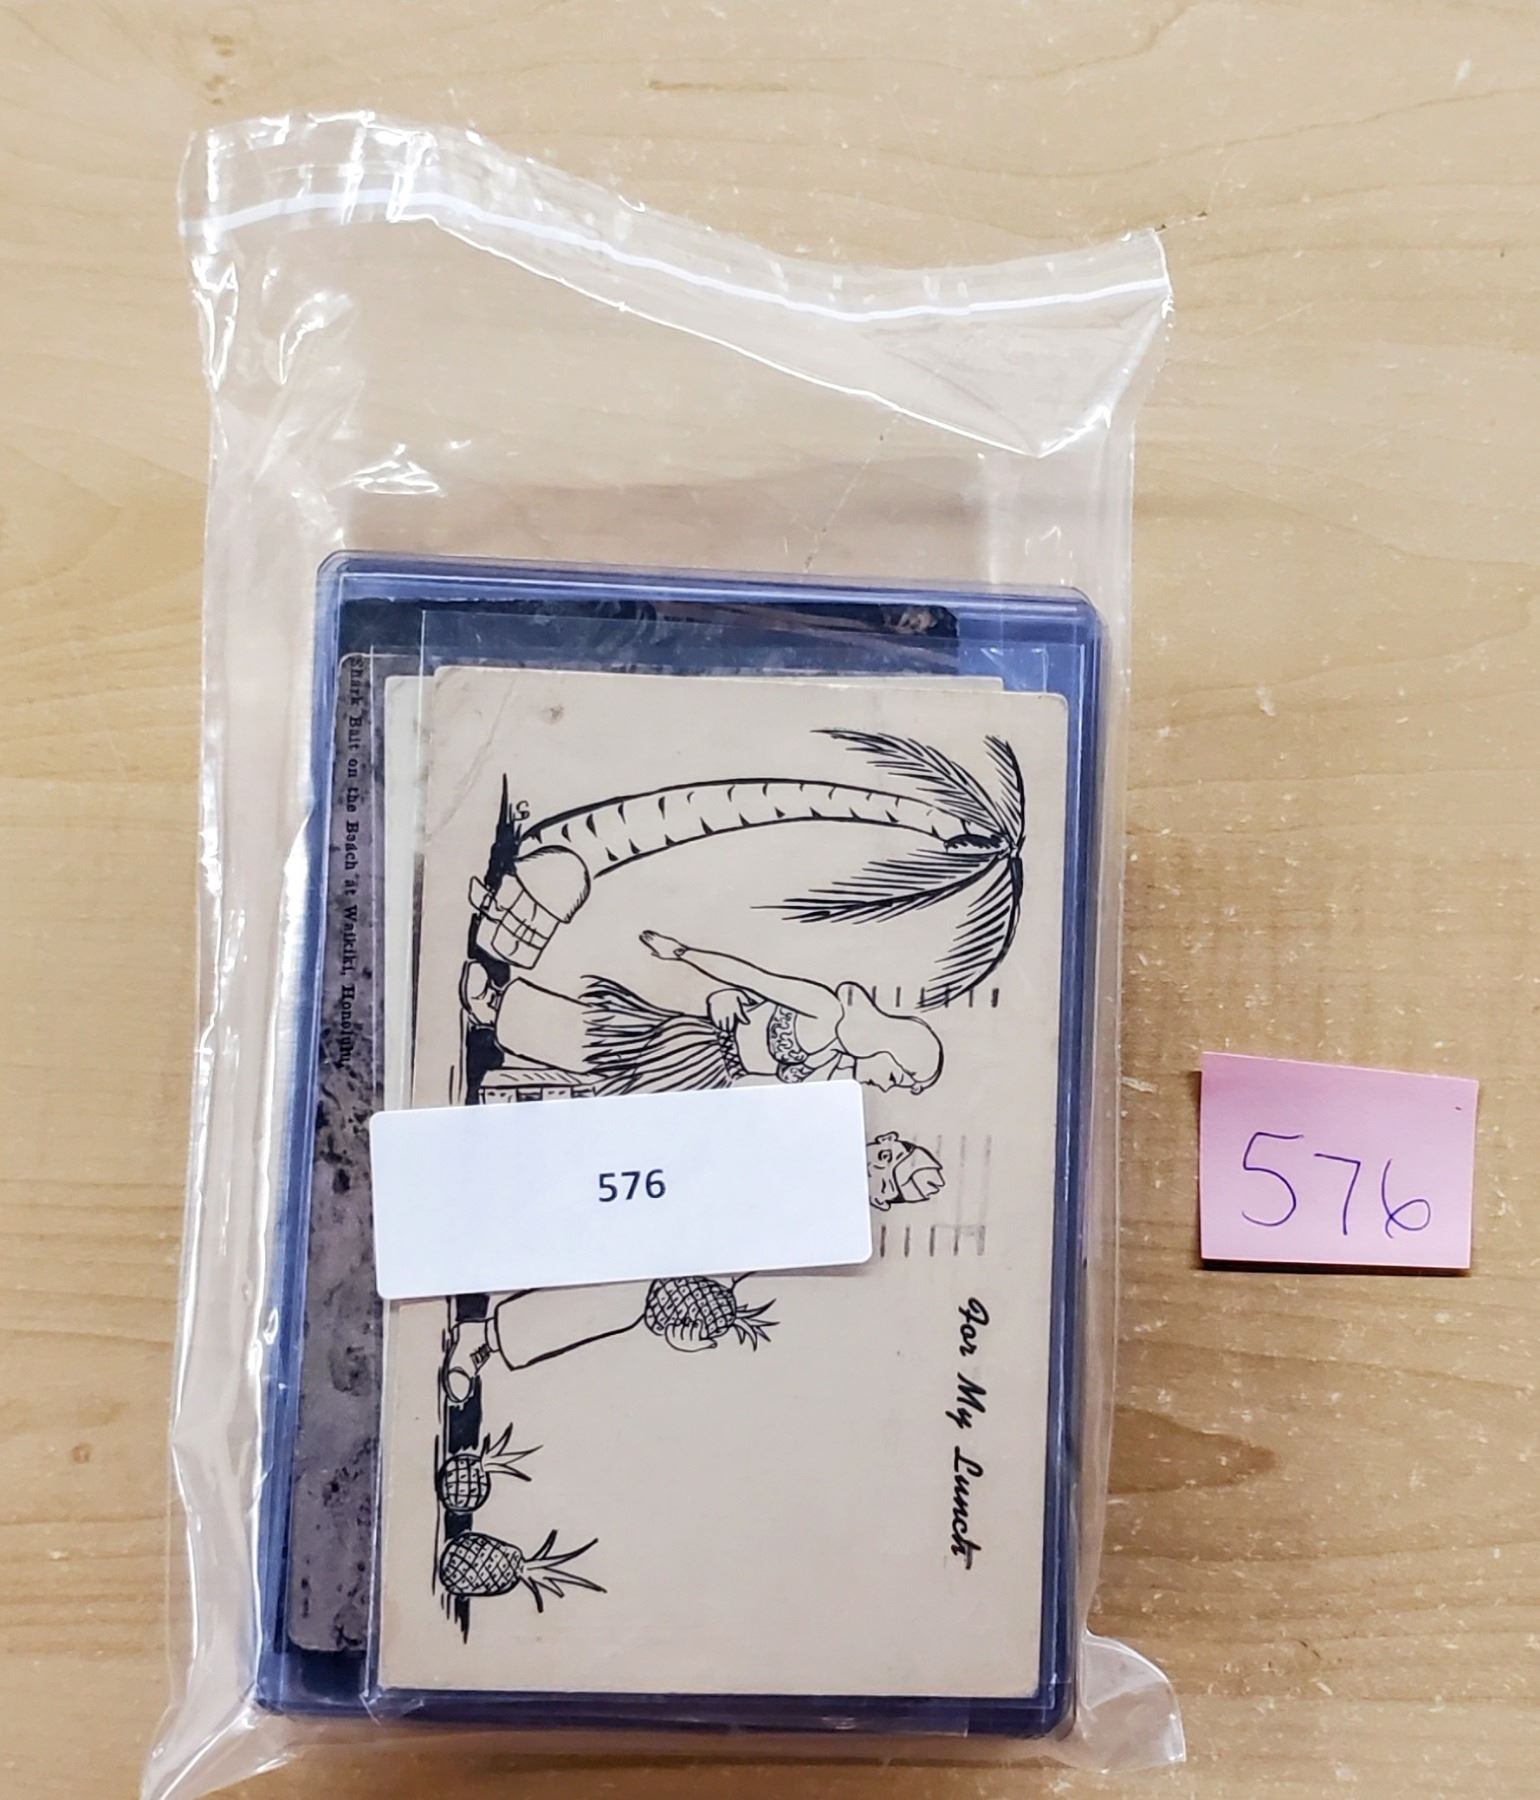 Shark Bait on the Beach at Waikiki, Honolulu
For My Lunch
576
576